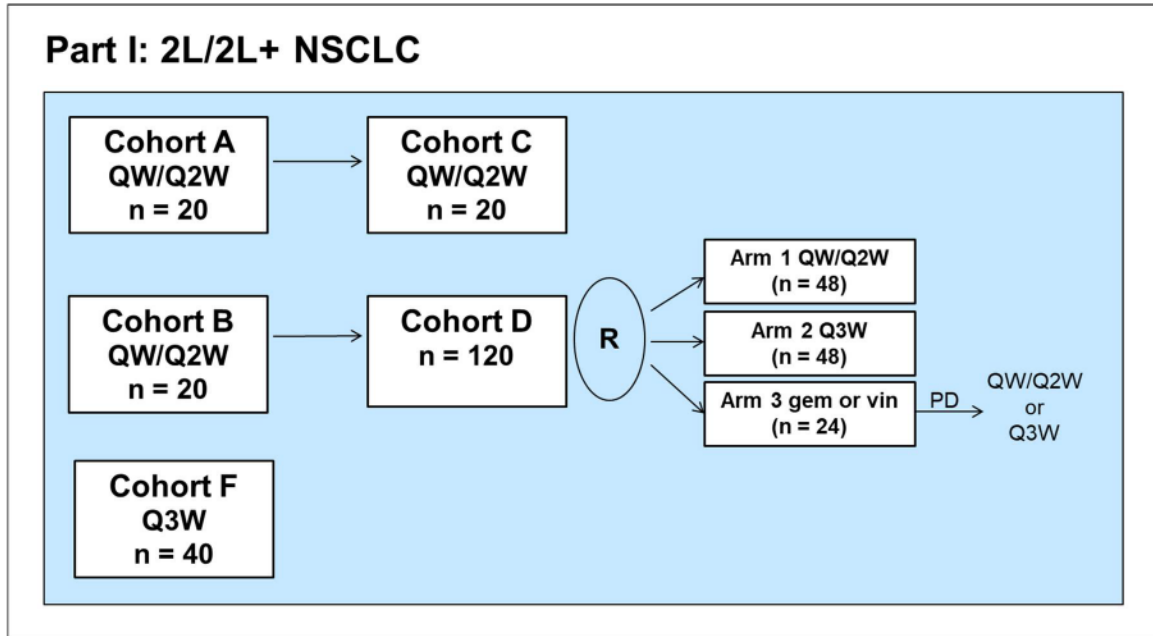 Part I: 2L/2L+ NSCLC
Cohort A
QW/Q2W
n = 20
Cohort C
QW/Q2W
n = 20
Cohort B
QW/Q2W
n = 20
Cohort D
n = 120
R
Arm 1 QW/Q2W
(n = 48)
Arm 2 Q3W
(n = 48)
Arm 3 gem or vin
(n = 24)
PD
QW/Q2W
or
Q3W
Cohort F
Q3W
n = 40